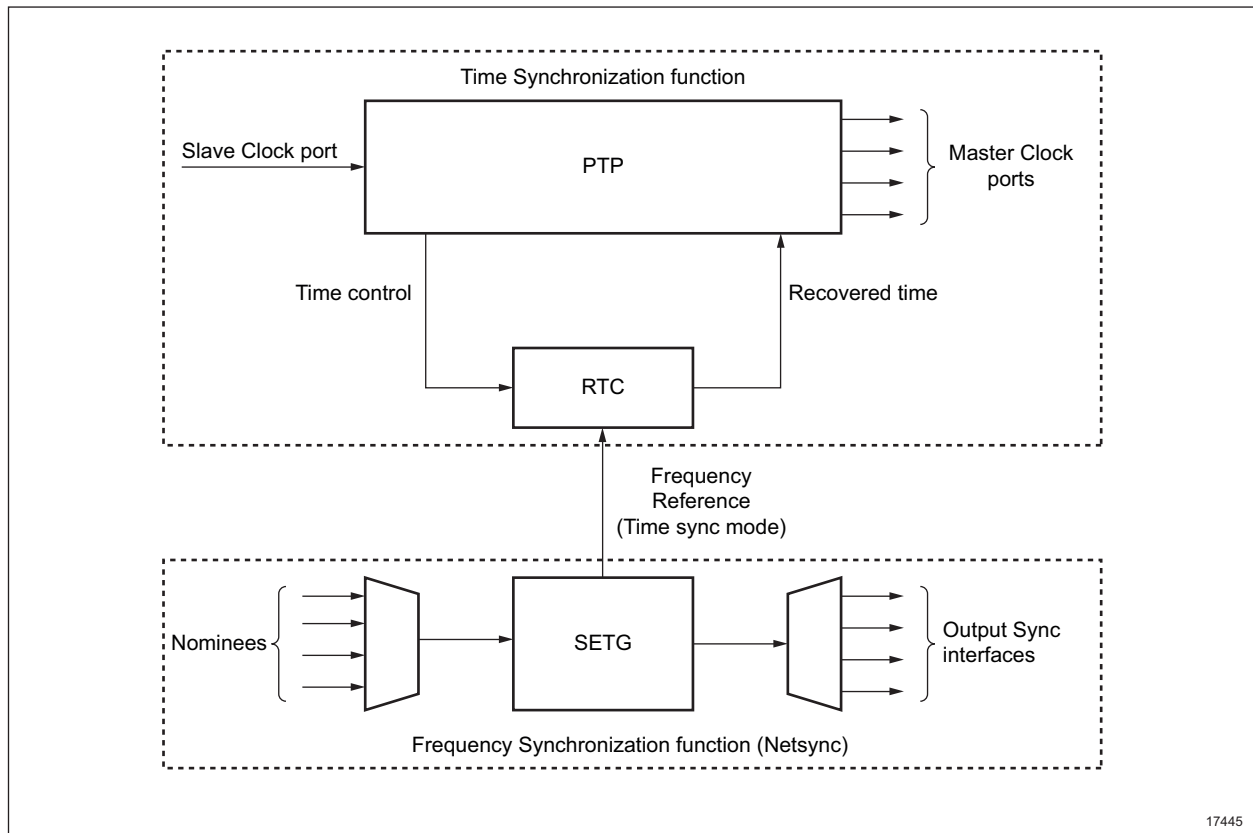 Time Synchronization function
Slave Clock port
PTP
Master Clock
ports
Time control
Recovered time
RTC
Frequency
Reference
(Time sync mode)
Nominees
SETG
Output Sync
interfaces
Frequency Synchronization function (Netsync)
17445